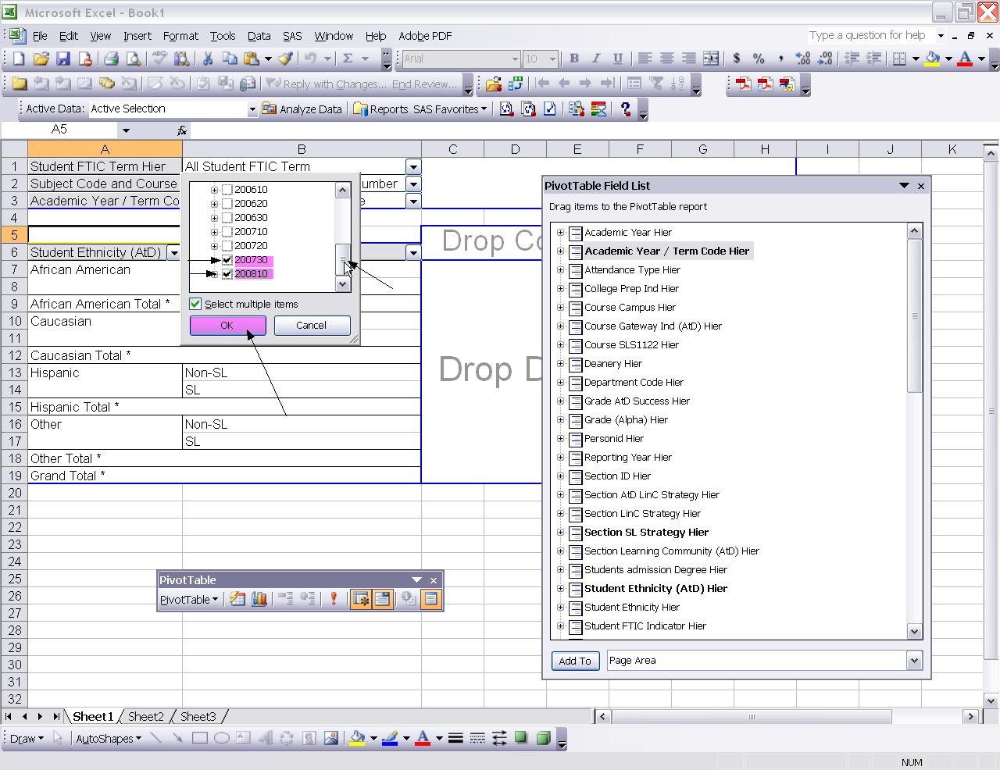 Microsoft Excel - Book1
File Edit View Insert Format Tools Data SAS Window Help Adobe PDF Type a question for help
Arial 10 B I U $ % ,
Reply with Changes... End Review...
Active Data: Active Selection Analyze Data Reports SAS Favorites
A5 fx
A B C D E F G H I J K
1 Student FTIC Term Hier All Student FTIC Term
2 Subject Code and Course umber
3 Academic Year / Term Co e
4
5 Drop Co
6 Student Ethnicity (AtD)
7 African American
8
9 African American Total *
10 Caucasian
11
12 Caucasian Total *
13 Hispanic Non-SL
14 SL
15 Hispanic Total *
16 Other Non-SL
17 SL
18 Other Total *
19 Grand Total *
20
21
22
23
24
25
26
27
28
29
30
31
32
Drop D
200610
200620
200630
200710
200720
200730
200810
Select multiple items
OK Cancel
PivotTable Field List
Drag items to the PivotTable report
Academic Year Hier
Academic Year / Term Code Hier
Attendance Type Hier
College Prep Ind Hier
Course Campus Hier
Course Gateway Ind (AtD) Hier
Course SLS1122 Hier
Deanery Hier
Department Code Hier
Grade AtD Success Hier
Grade (Alpha) Hier
Personid Hier
Reporting Year Hier
Section ID Hier
Section AtD LinC Strategy Hier
Section LinC Strategy Hier
Section SL Strategy Hier
Section Learning Community (AtD) Hier
Students admission Degree Hier
Student Ethnicity (AtD) Hier
Student Ethnicity Hier
Student FTIC Indicator Hier
Add To Page Area
PivotTable
PivotTable
Sheet1 Sheet2 Sheet3
Draw AutoShapes
NUM